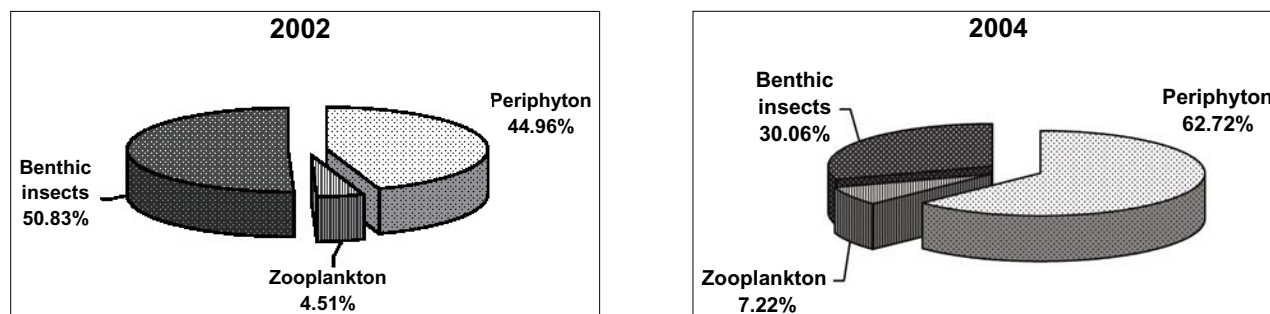 2002
Periphyton
44.96%
Benthic
insects
50.83%
Zooplankton
4.51%
2004
Benthic
insects
30.06%
Periphyton
62.72%
Zooplankton
7.22%